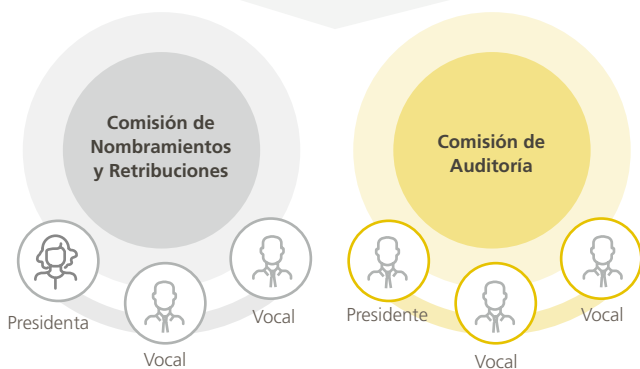 Comisión de
Nombramientos
y Retribuciones
Presidenta
Vocal
Vocal
Comisión de
Auditoría
Presidente
Vocal
Vocal